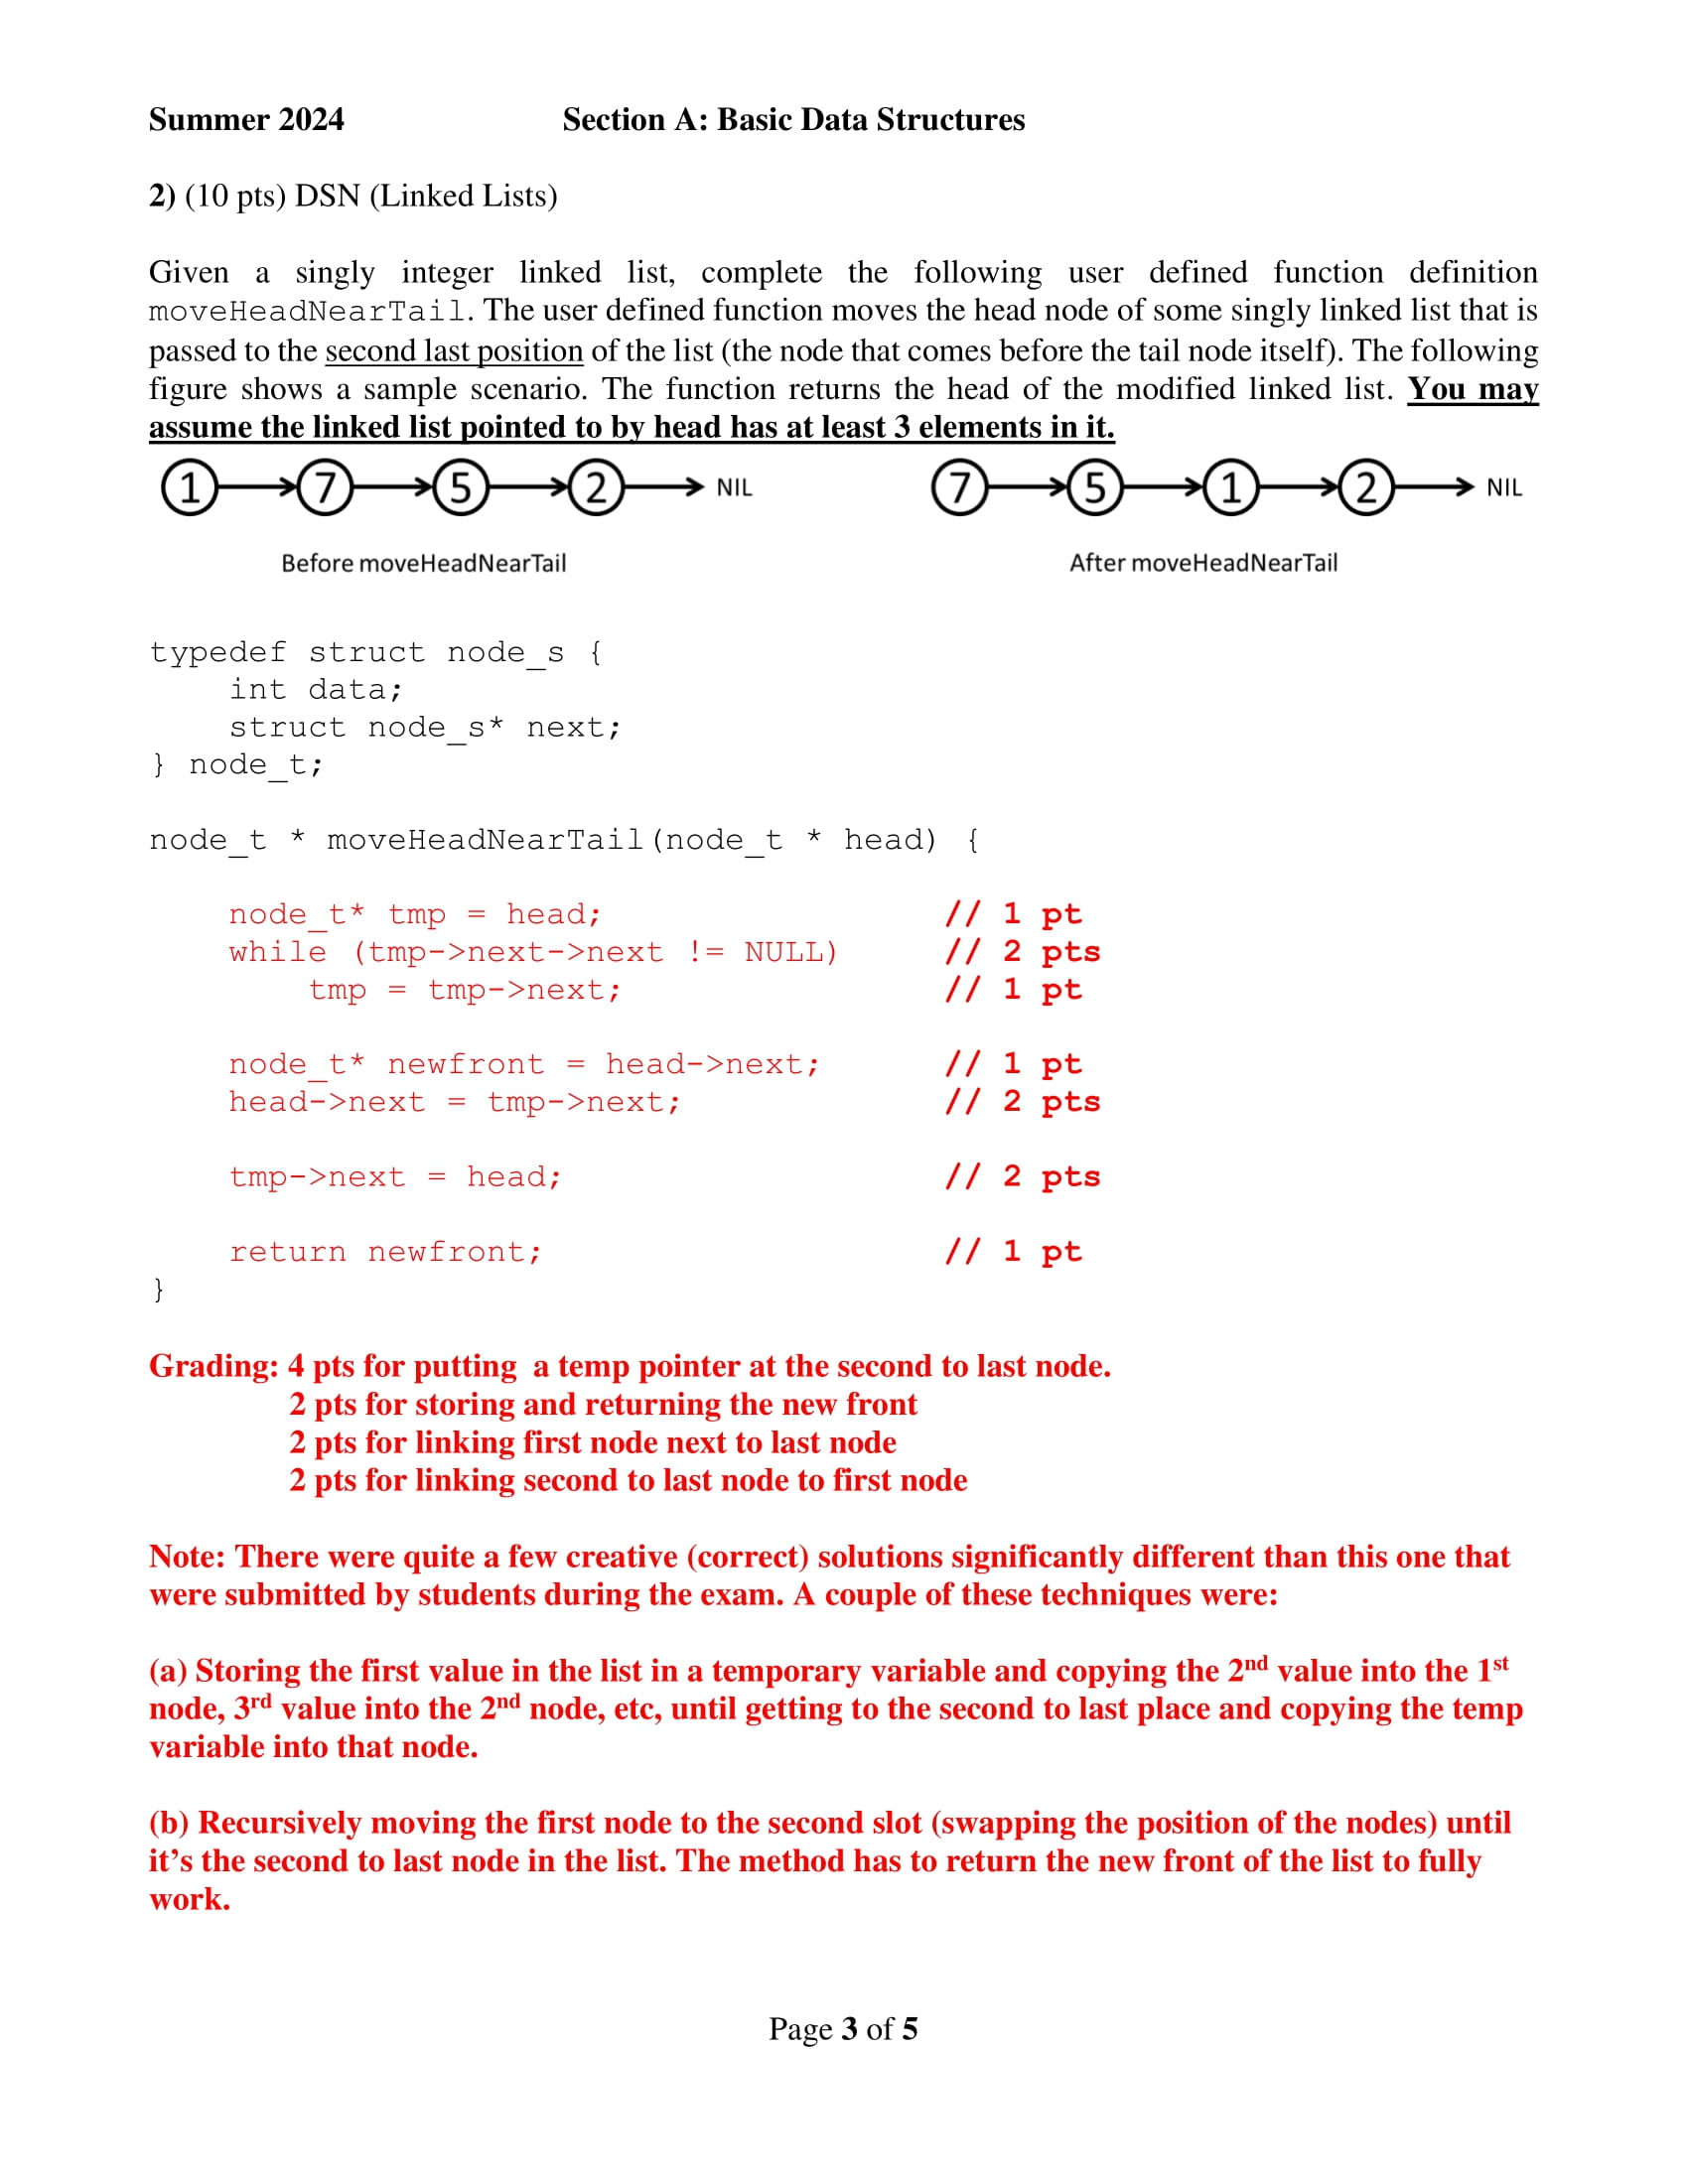 Summer 2024 Section A: Basic Data Structures
2) (10 pts) DSN (Linked Lists)
Given a singly integer linked list, complete the following user defined function definition
moveHeadNearTail. The user defined function moves the head node of some singly linked list that is
passed to the second last position of the list (the node that comes before the tail node itself). The following
figure shows a sample scenario. The function returns the head of the modified linked list. You may
assume the linked list pointed to by head has at least 3 elements in it.
1 7 5 2 NIL 7 5 1 2 NIL
Before moveHeadNearTail After moveHeadNearTail
typedef struct node_s {
    int data;
    struct node_s* next;
} node_t;
node_t * moveHeadNearTail(node_t * head) {
    node_t* tmp = head; // 1 pt
    while (tmp->next->next != NULL) // 2 pts
        tmp = tmp->next; // 1 pt
    node_t* newfront = head->next; // 1 pt
    head->next = tmp->next; // 2 pts
    tmp->next = head; // 2 pts
    return newfront; // 1 pt
}
Grading: 4 pts for putting a temp pointer at the second to last node.
2 pts for storing and returning the new front
2 pts for linking first node next to last node
2 pts for linking second to last node to first node
Note: There were quite a few creative (correct) solutions significantly different than this one that
were submitted by students during the exam. A couple of these techniques were:
(a) Storing the first value in the list in a temporary variable and copying the 2nd value into the 1st
node, 3rd value into the 2nd node, etc, until getting to the second to last place and copying the temp
variable into that node.
(b) Recursively moving the first node to the second slot (swapping the position of the nodes) until
it’s the second to last node in the list. The method has to return the new front of the list to fully
work.
Page 3 of 5